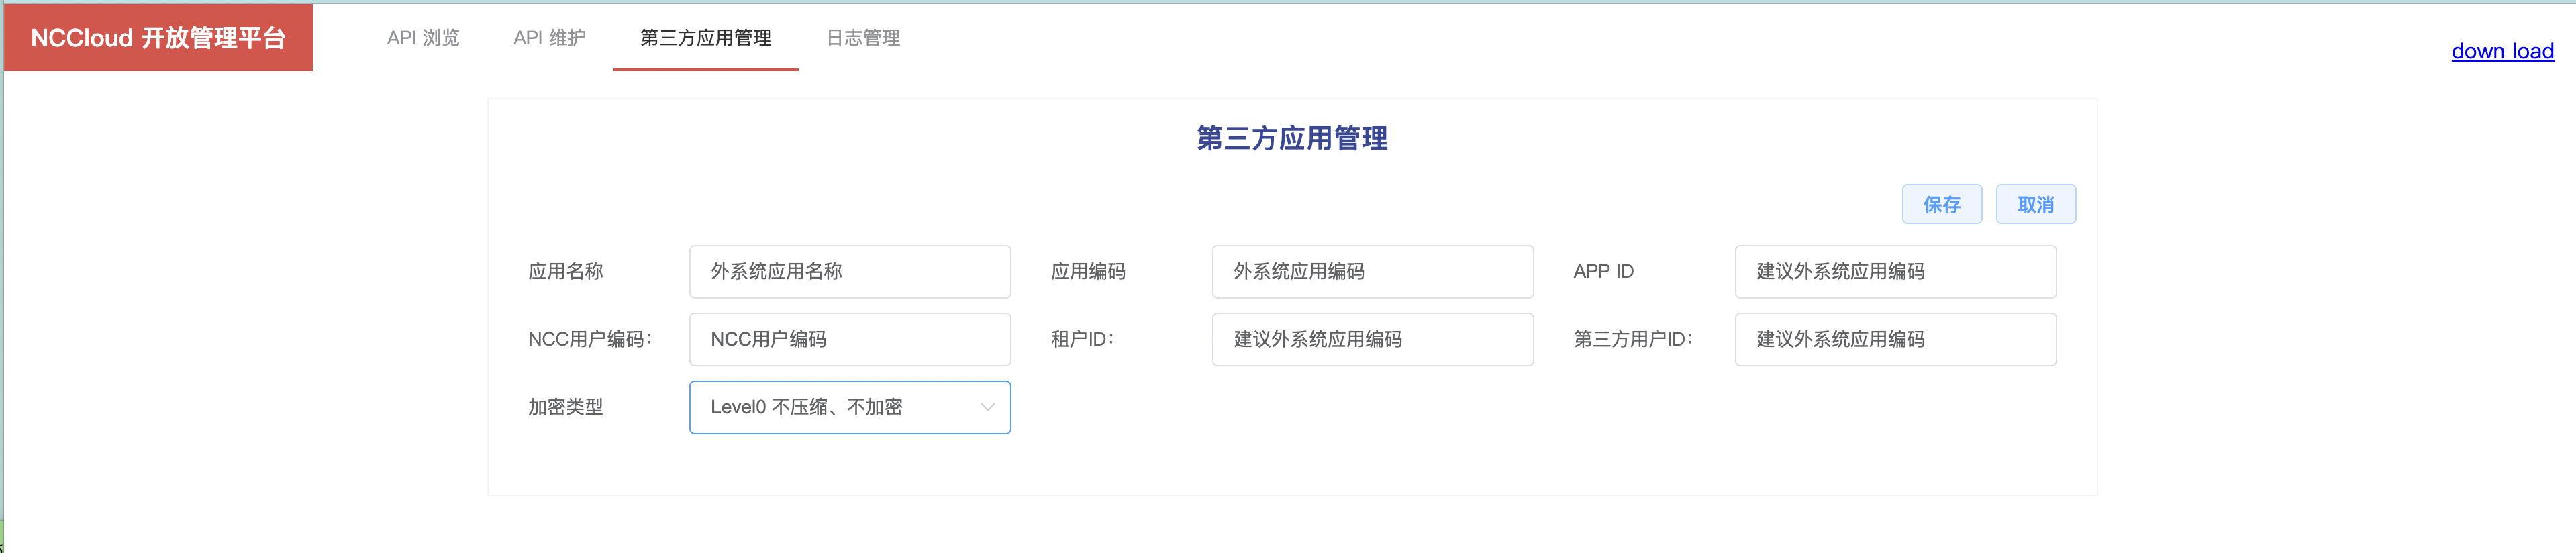 NCCloud 开放管理平台 API 浏览 API 维护 第三方应用管理 日志管理
down load
第三方应用管理
保存 取消
应用名称 外系统应用名称 应用编码 外系统应用编码 APP ID 建议外系统应用编码
NCC用户编码: NCC用户编码 租户ID: 建议外系统应用编码 第三方用户ID: 建议外系统应用编码
加密类型 Level0 不压缩、不加密